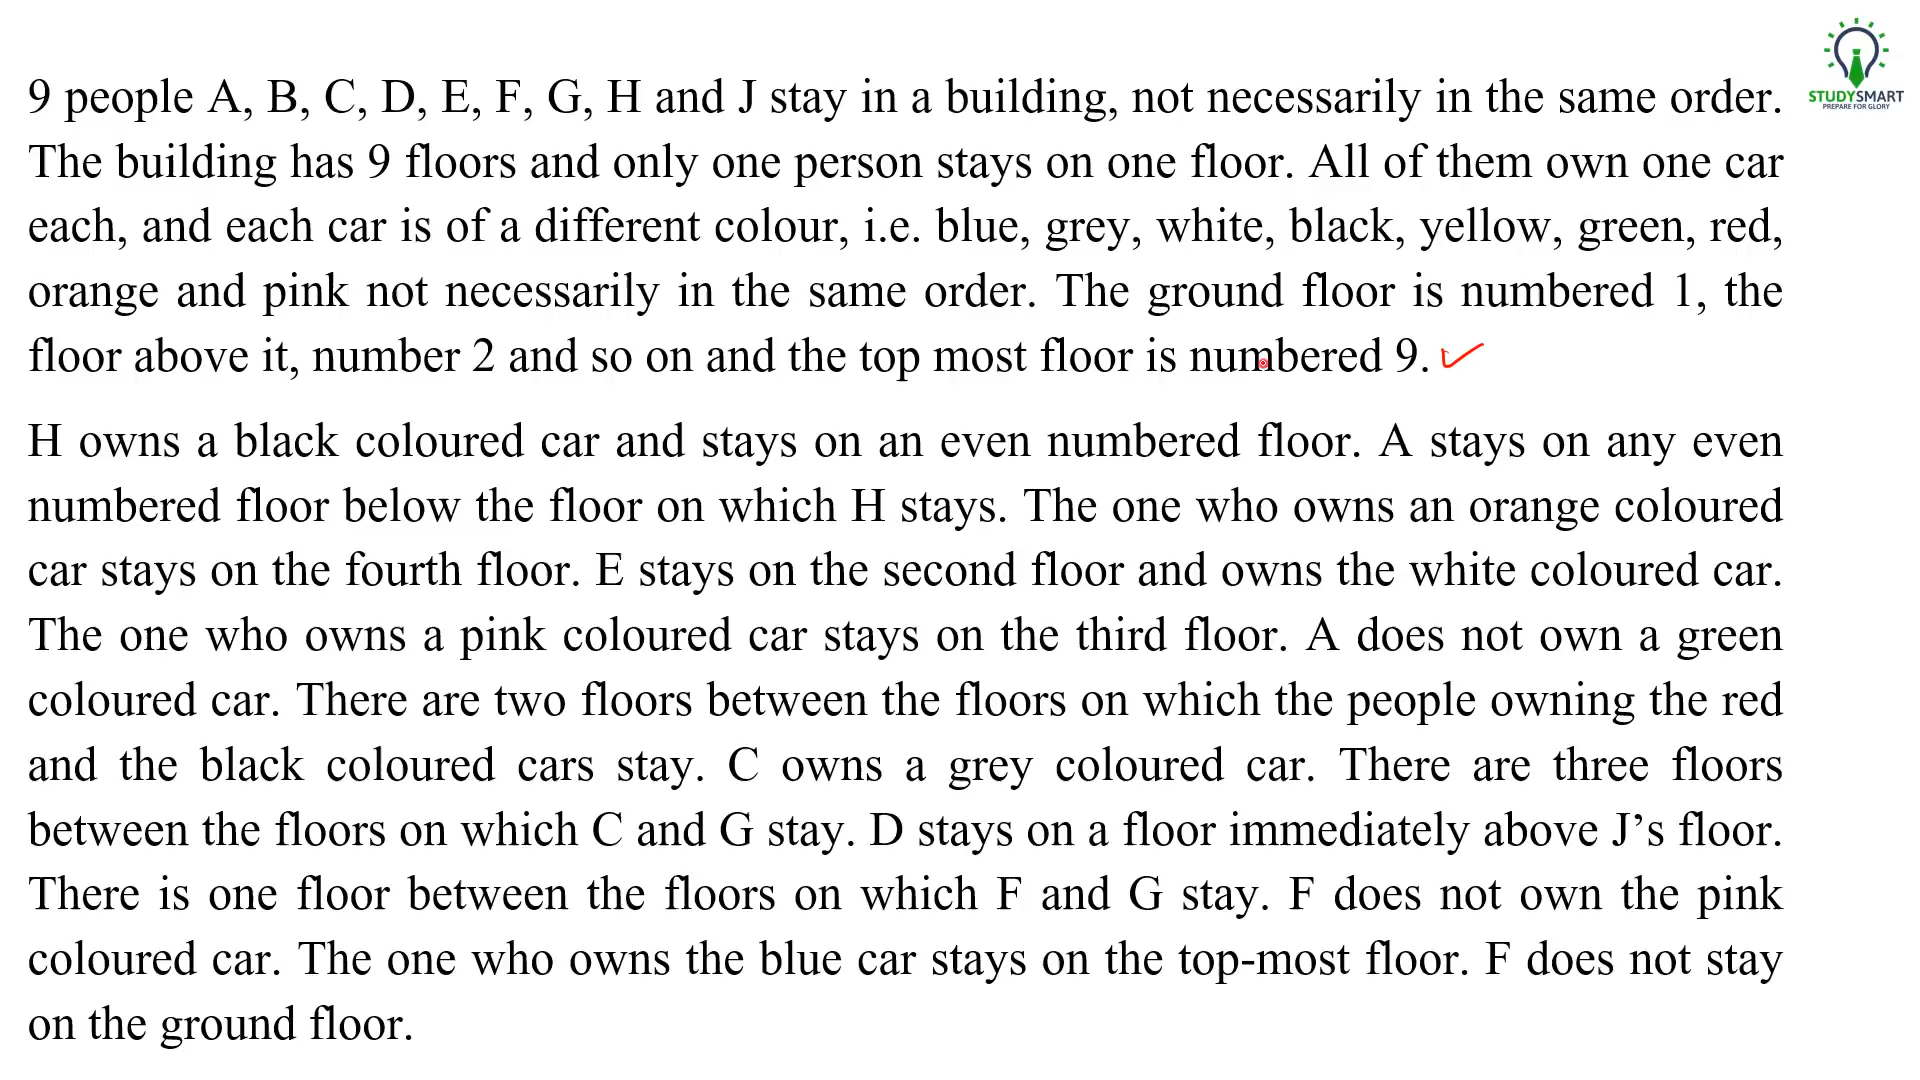 STUDYSMART
PREPARE FOR GLORY
9 people A, B, C, D, E, F, G, H and J stay in a building, not necessarily in the same order.
The building has 9 floors and only one person stays on one floor. All of them own one car
each, and each car is of a different colour, i.e. blue, grey, white, black, yellow, green, red,
orange and pink not necessarily in the same order. The ground floor is numbered 1, the
floor above it, number 2 and so on and the top most floor is numbered 9.
H owns a black coloured car and stays on an even numbered floor. A stays on any even
numbered floor below the floor on which H stays. The one who owns an orange coloured
car stays on the fourth floor. E stays on the second floor and owns the white coloured car.
The one who owns a pink coloured car stays on the third floor. A does not own a green
coloured car. There are two floors between the floors on which the people owning the red
and the black coloured cars stay. C owns a grey coloured car. There are three floors
between the floors on which C and G stay. D stays on a floor immediately above J’s floor.
There is one floor between the floors on which F and G stay. F does not own the pink
coloured car. The one who owns the blue car stays on the top-most floor. F does not stay
on the ground floor.